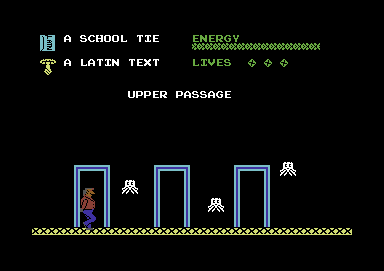 A SCHOOL TIE
ENERGY
A LATIN TEXT
LIVES
UPPER PASSAGE